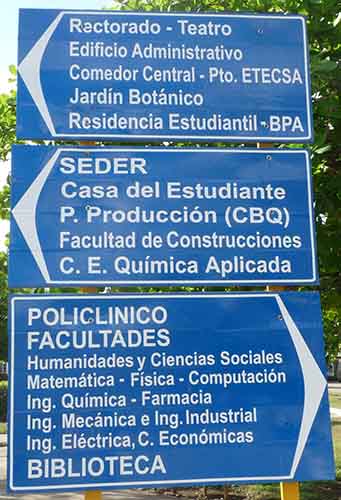 Rectorado - Teatro
Edificio Administrativo
Comedor Central - Pto. ETECSA
Jardín Botánico
Residencia Estudiantil - BPA
SEDER
Casa del Estudiante
P. Producción (CBQ)
Facultad de Construcciones
C. E. Química Aplicada
POLICLINICO
FACULTADES
Humanidades y Ciencias Sociales
Matemática - Física - Computación
Ing. Química - Farmacia
Ing. Mecánica e Ing. Industrial
Ing. Eléctrica, C. Económicas
BIBLIOTECA